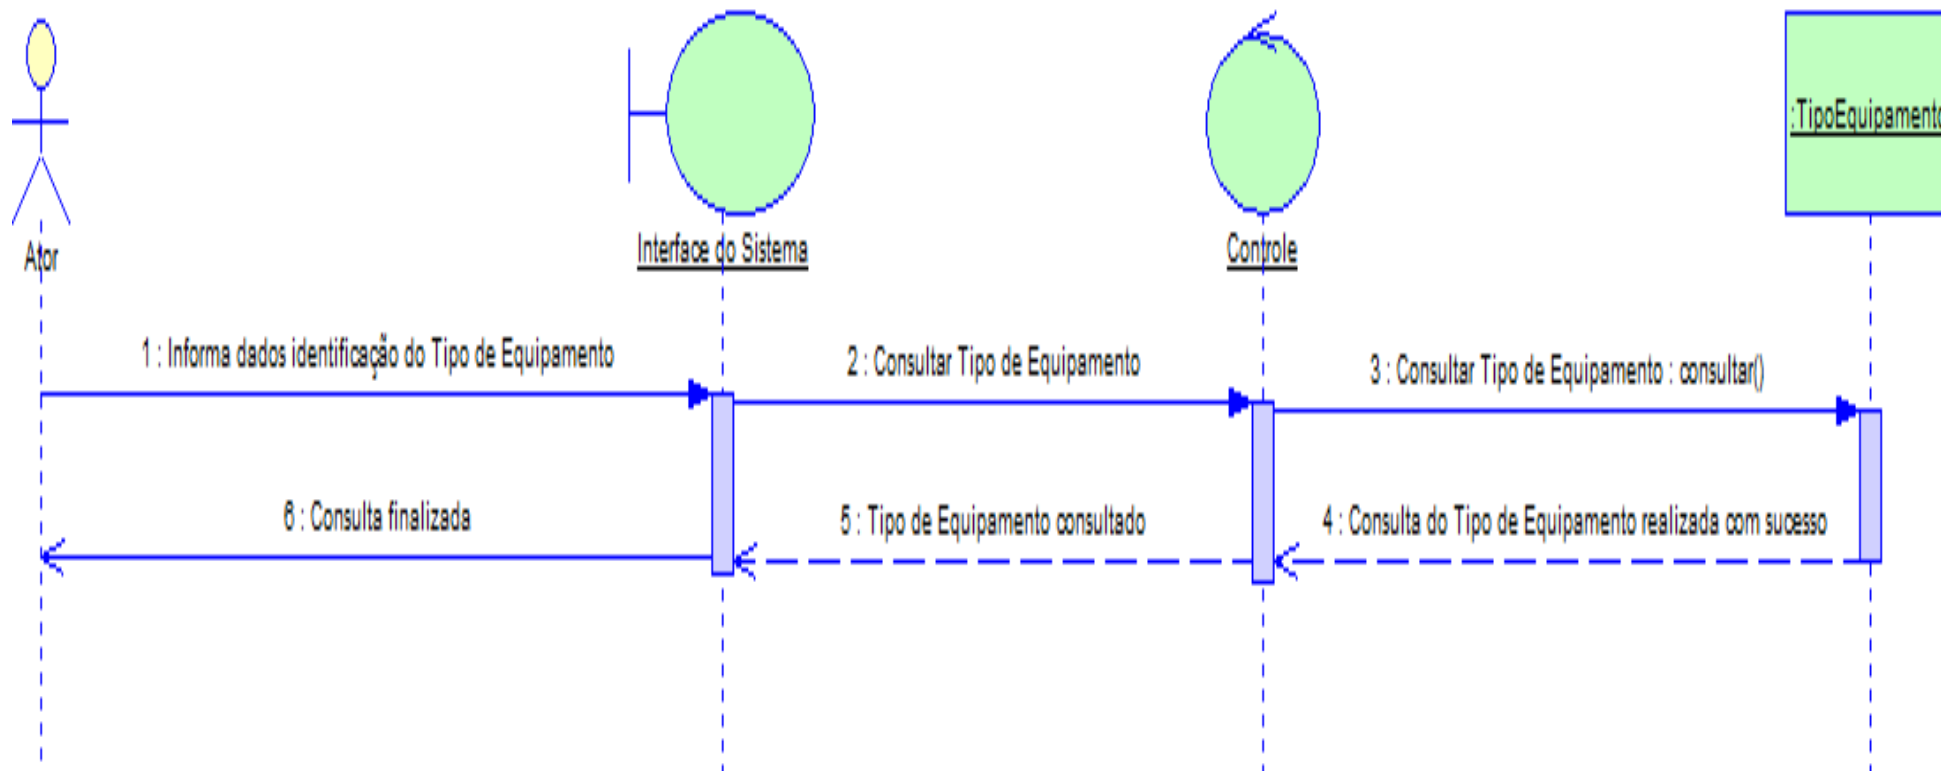 :TipoEquipamento
Ator
Interface do Sistema
Controle
1 : Informa dados identificação do Tipo de Equipamento
2 : Consultar Tipo de Equipamento
3 : Consultar Tipo de Equipamento : consultar()
6 : Consulta finalizada
5 : Tipo de Equipamento consultado
4 : Consulta do Tipo de Equipamento realizada com sucesso